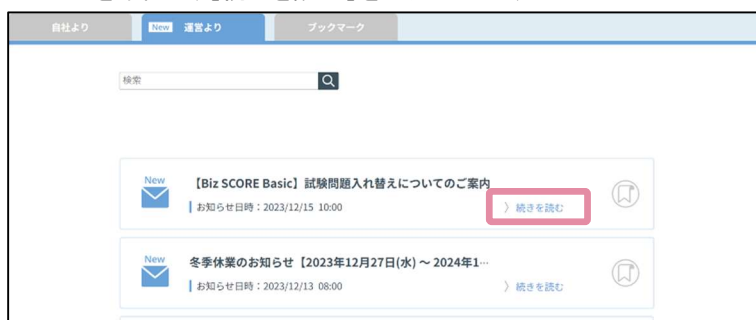 自社より
New 運営より
ブックマーク
検索
New
【Biz SCORE Basic】試験問題入れ替えについてのご案内
お知らせ日時:2023/12/15 10:00
〉続きを読む
New
冬季休業のお知らせ【2023年12月27日(水) ~ 2024年1…
お知らせ日時:2023/12/13 08:00
〉続きを読む